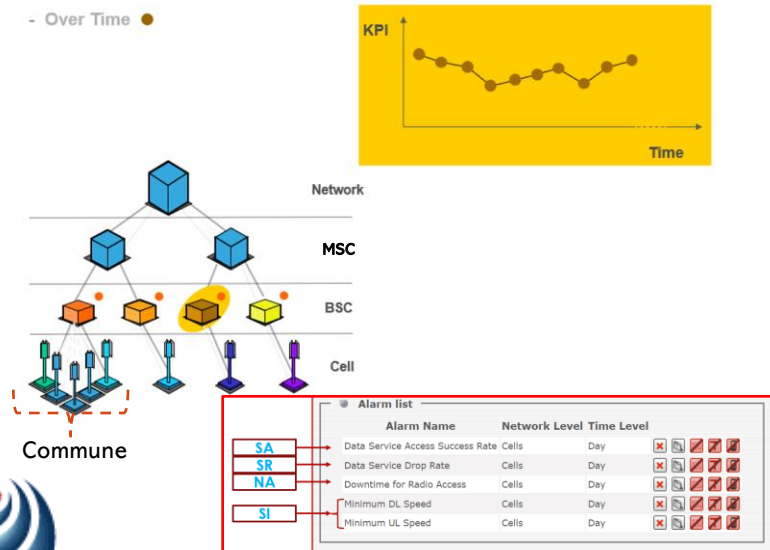 - Over Time
KPI
Time
Network
MSC
BSC
Cell
Commune
Alarm list
Alarm Name Network Level Time Level
SA Data Service Access Success Rate Cells Day
SR Data Service Drop Rate Cells Day
NA Downtime for Radio Access Cells Day
SI Minimum DL Speed Cells Day
Minimum UL Speed Cells Day